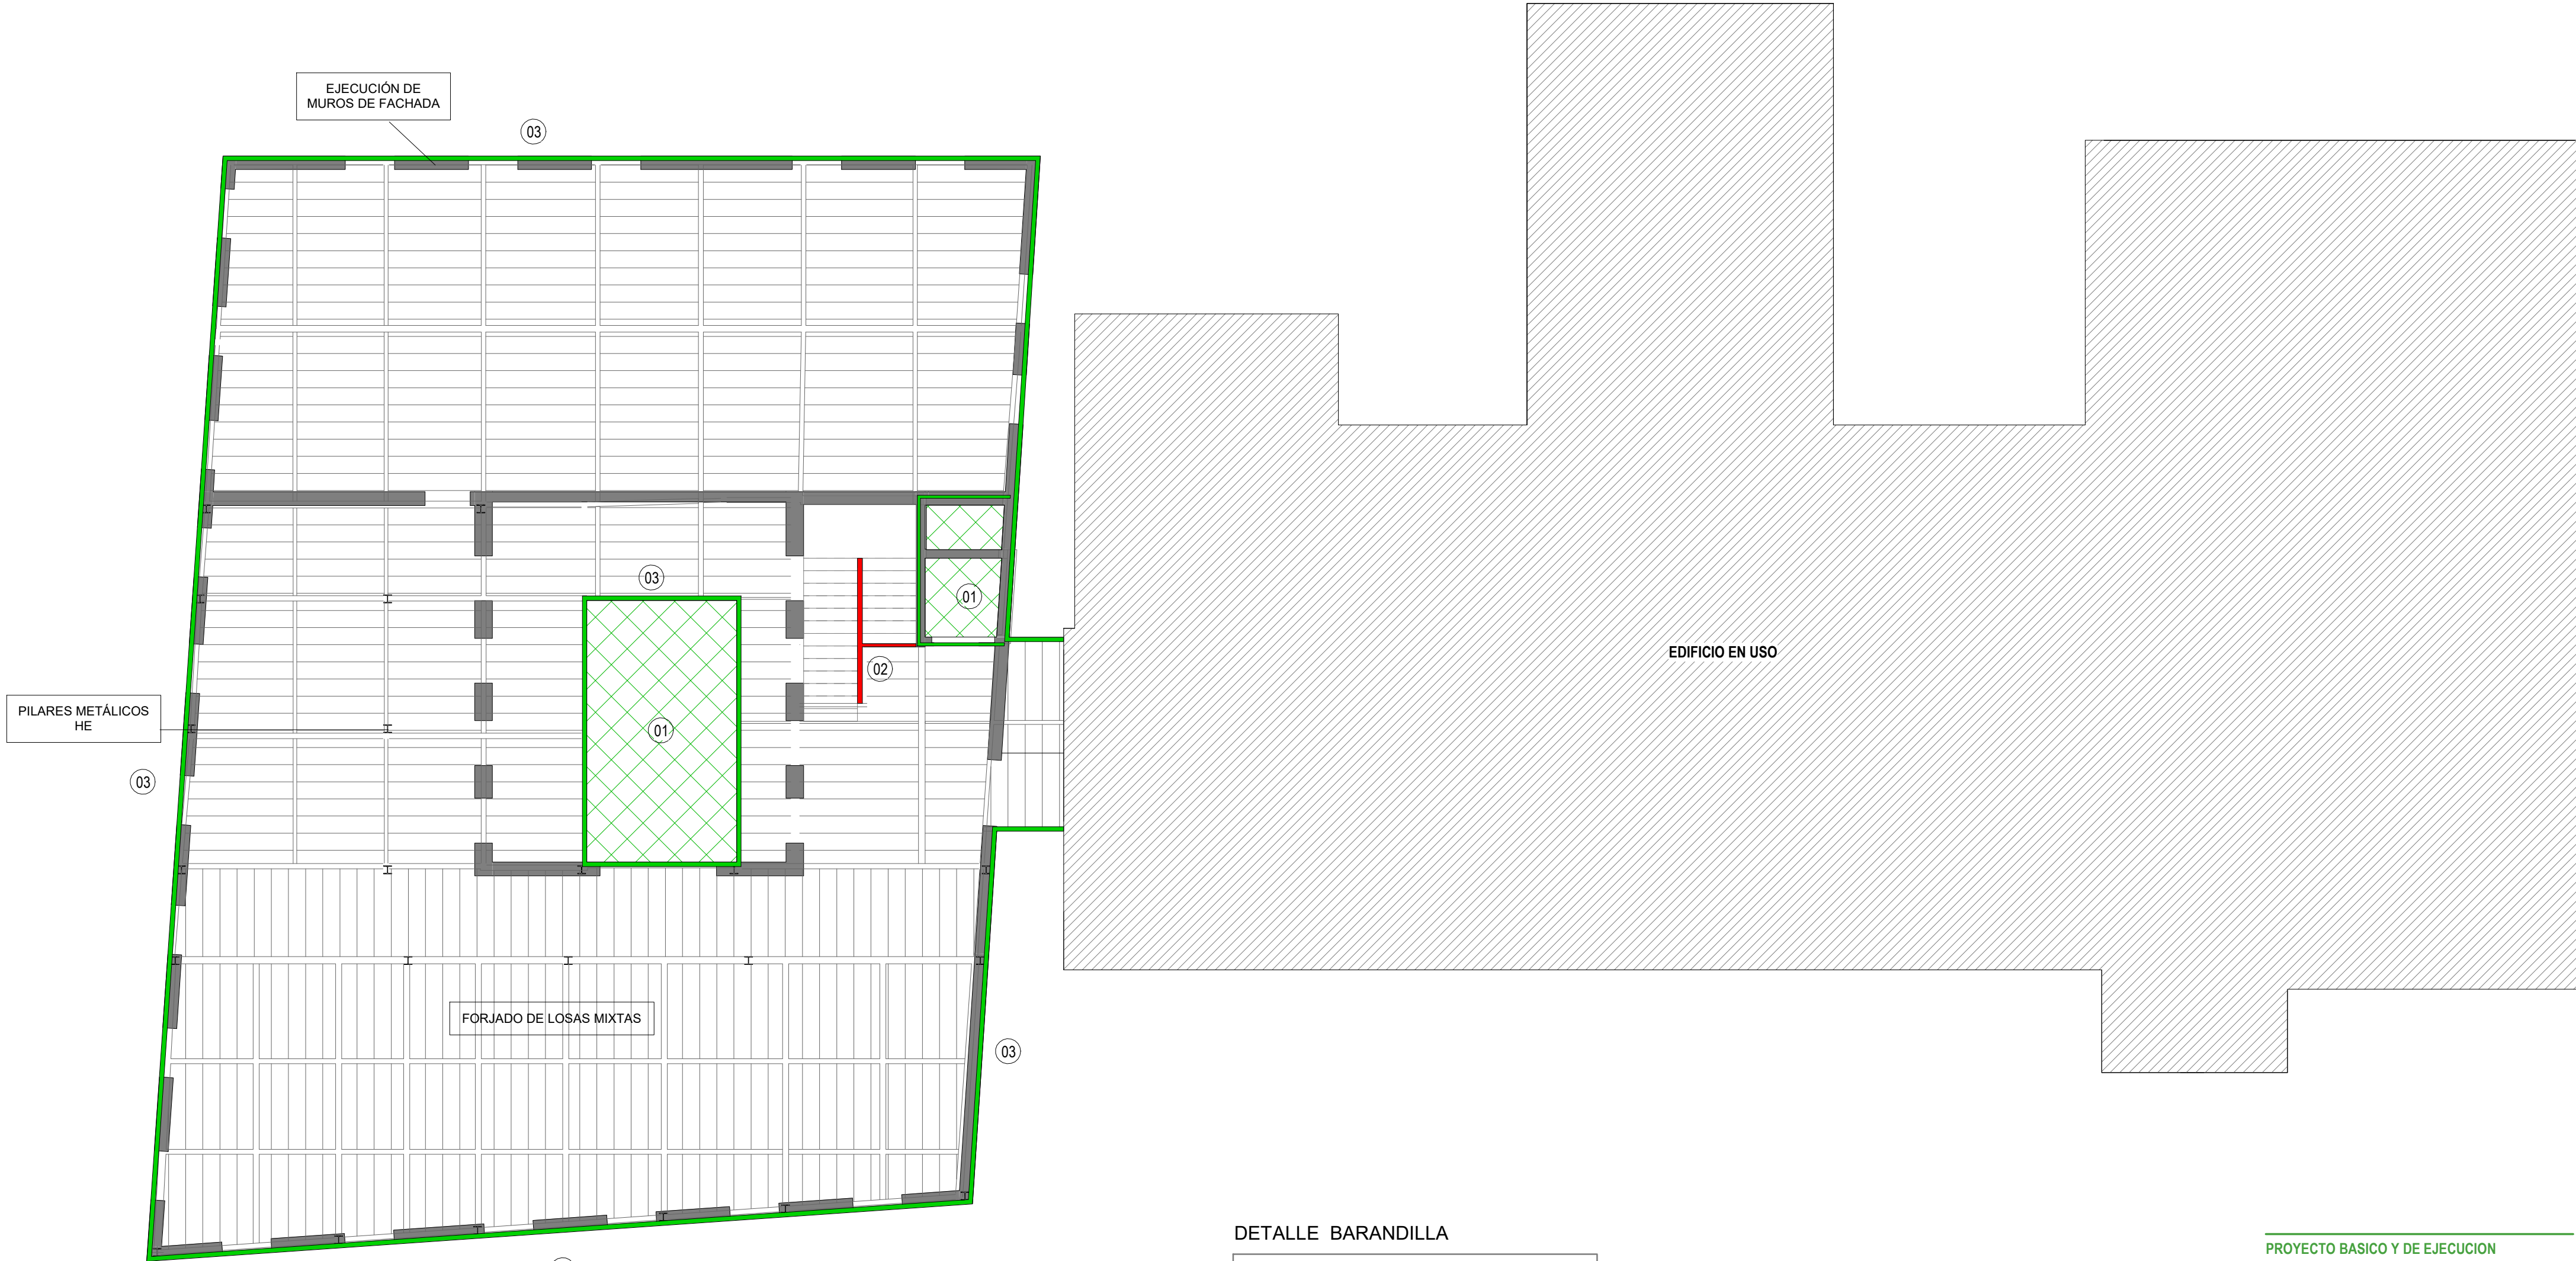 EJECUCIÓN DE
MUROS DE FACHADA
03
03
01
02
01
EDIFICIO EN USO
PILARES METÁLICOS
HE
03
FORJADO DE LOSAS MIXTAS
03
DETALLE BARANDILLA
PROYECTO BASICO Y DE EJECUCION